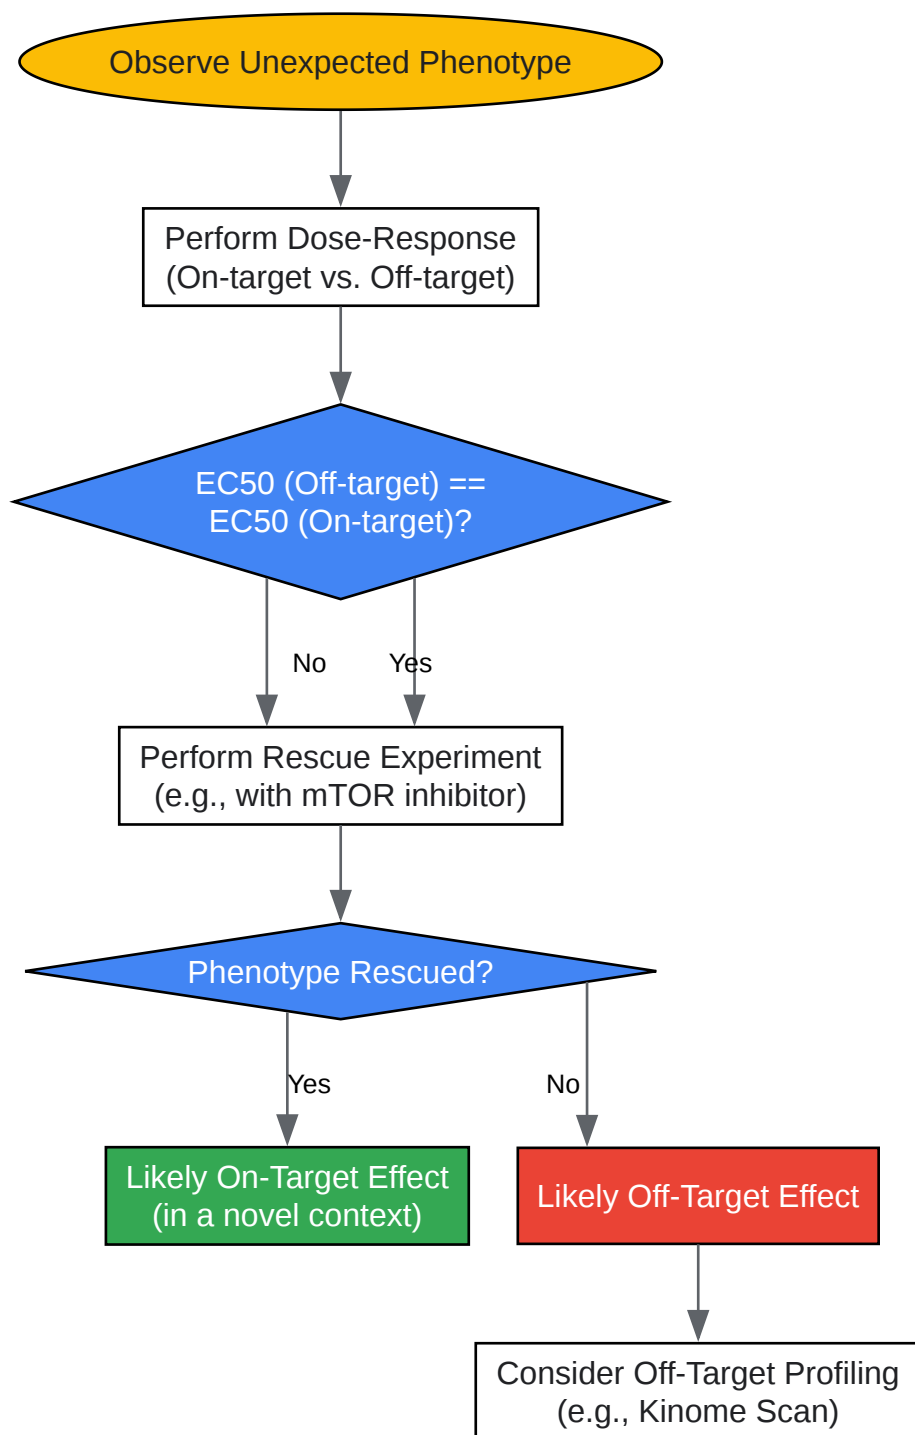 Observe Unexpected Phenotype
Perform Dose-Response
(On-target vs. Off-target)
EC50 (Off-target) ==
EC50 (On-target)?
No
Yes
Perform Rescue Experiment
(e.g., with mTOR inhibitor)
Phenotype Rescued?
Yes
No
Likely On-Target Effect
(in a novel context)
Likely Off-Target Effect
Consider Off-Target Profiling
(e.g., Kinome Scan)